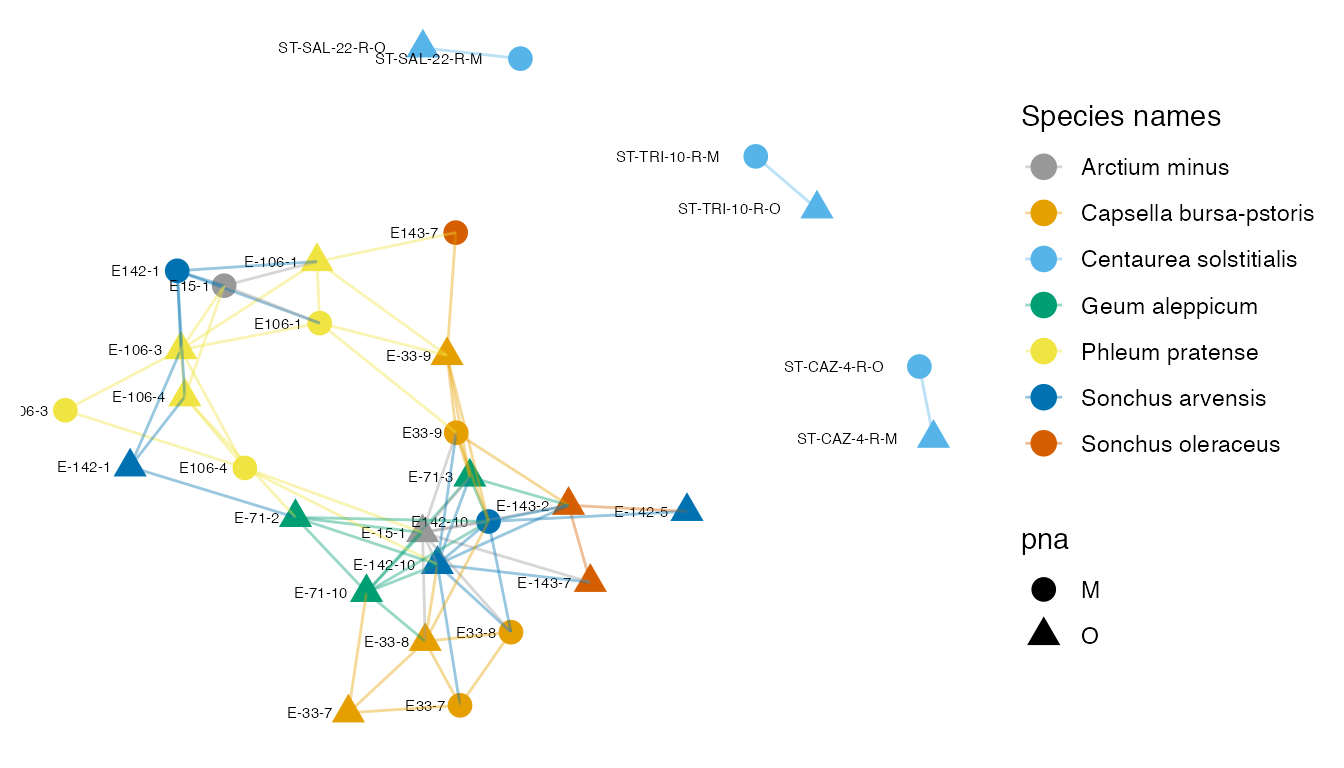 ST-SAL-22-R-O
ST-SAL-22-R-M
ST-TRI-10-R-M
ST-TRI-10-R-O
E143-7
E-106-1
E142-1
E15-1
E106-1
E-106-3
E-33-9
ST-CAZ-4-R-O
E-106-4
06-3
E33-9
ST-CAZ-4-R-M
E-142-1
E106-4
E-71-3
E-143-2
E-142-5
E-71-2
E142-10
E-15-1
E-142-10
E-143-7
E-71-10
E33-8
E-33-8
E33-7
E-33-7
Species names
Arctium minus
Capsella bursa-pstoris
Centaurea solstitialis
Geum aleppicum
Phleum pratense
Sonchus arvensis
Sonchus oleraceus
pna
M
O